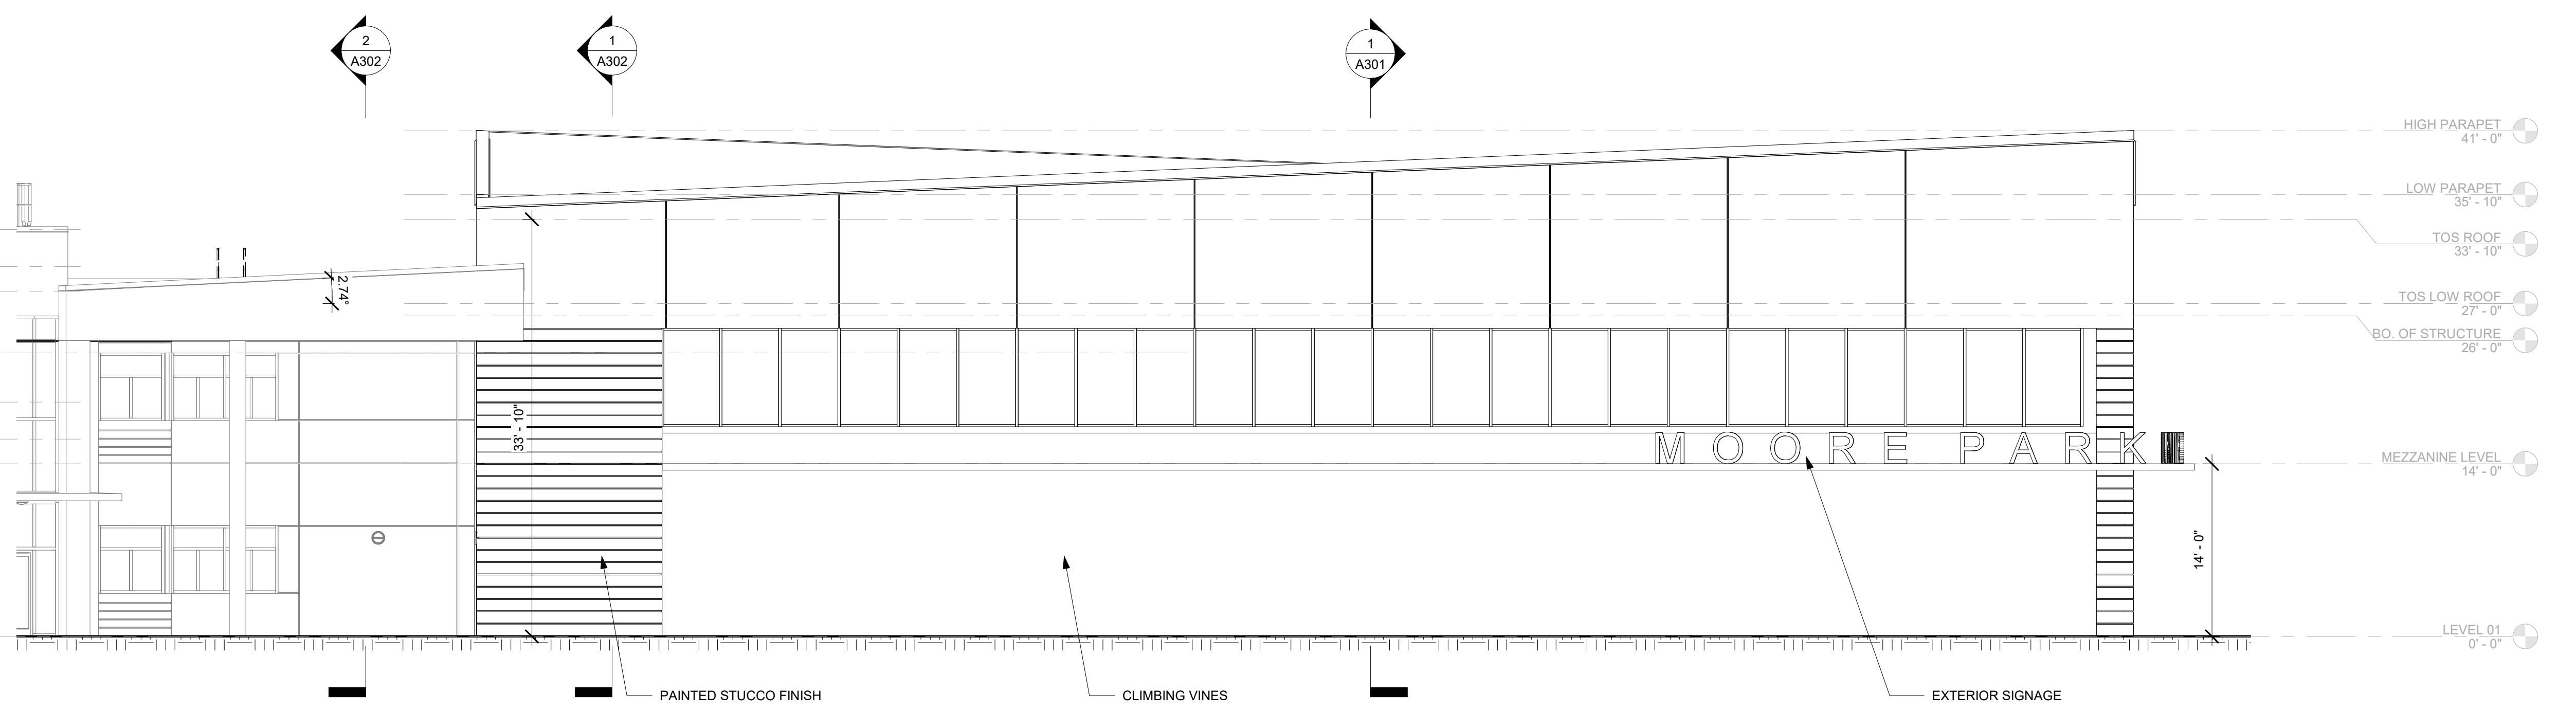 2
A302
1
A302
1
A301
HIGH PARAPET
41' - 0"
LOW PARAPET
35' - 10"
TOS ROOF
33' - 10"
2.74°
TOS LOW ROOF
27' - 0"
BO. OF STRUCTURE
26' - 0"
33' - 10"
MOORE PARK
MEZZANINE LEVEL
14' - 0"
14' - 0"
LEVEL 01
0' - 0"
PAINTED STUCCO FINISH
CLIMBING VINES
EXTERIOR SIGNAGE